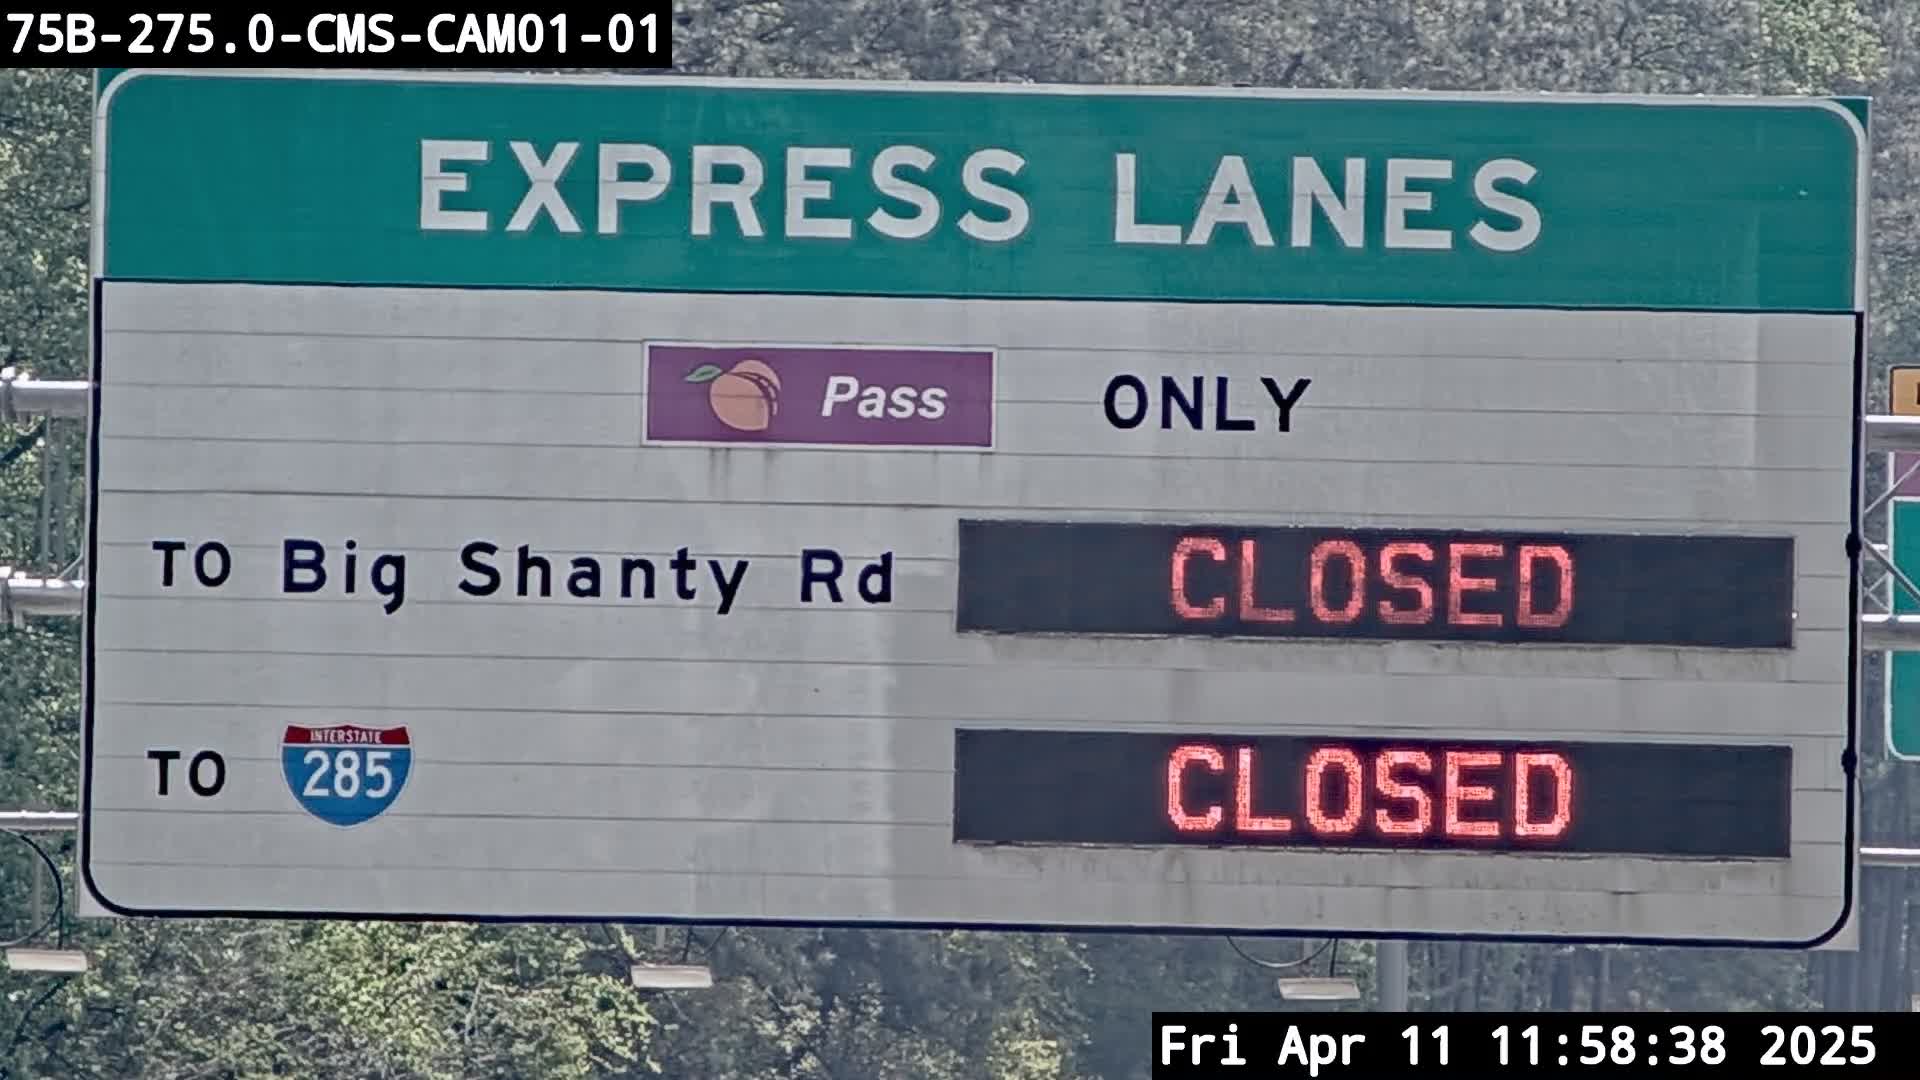 75B-275.0-CMS-CAM01-01
EXPRESS LANES
Pass ONLY
TO Big Shanty Rd CLOSED
TO INTERSTATE 285 CLOSED
Fri Apr 11 11:58:38 2025